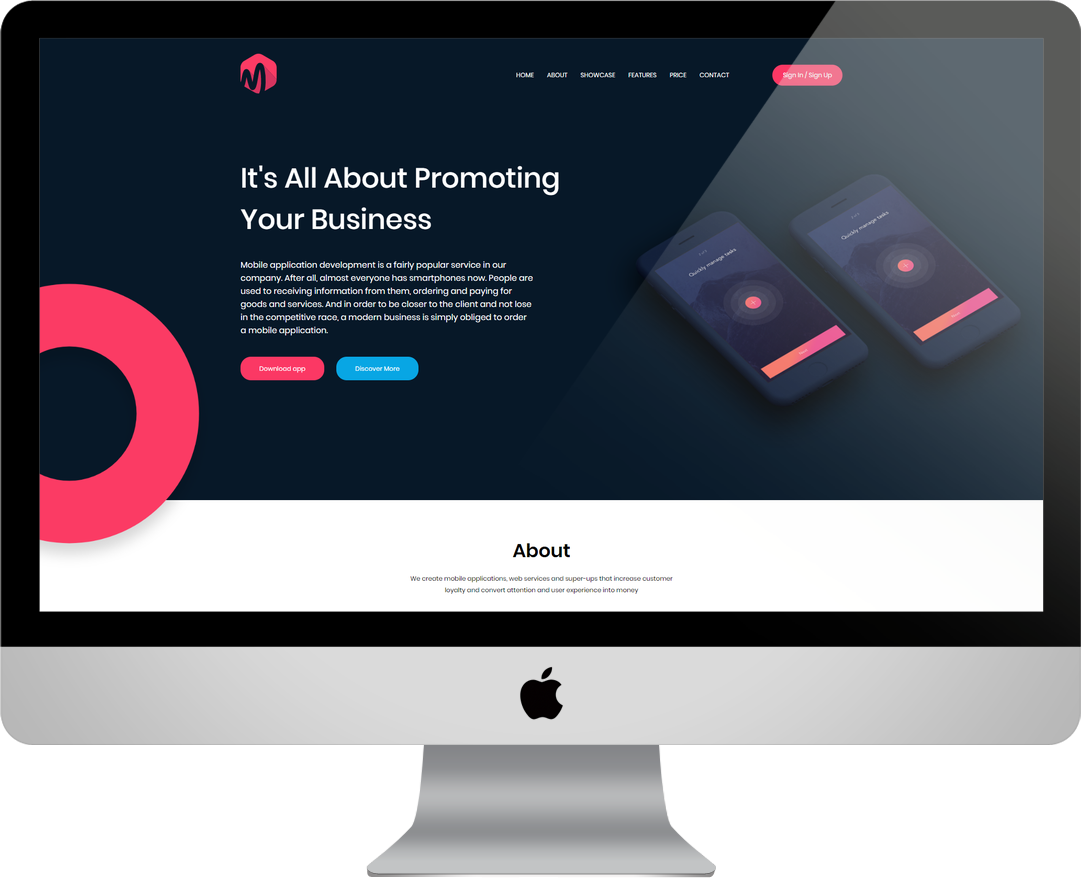 M
HOME ABOUT SHOWCASE FEATURES PRICE CONTACT Sign In / Sign Up
It's All About Promoting
Your Business
Mobile application development is a fairly popular service in our
company. After all, almost everyone has smartphones now. People are
used to receiving information from them, ordering and paying for
goods and services. And in order to be closer to the client and not lose
in the competitive race, a modern business is simply obliged to order
a mobile application.
Download app Discover More
Quickly manage tasks
Quickly manage tasks
About
We create mobile applications, web services and super-ups that increase customer
loyalty and convert attention and user experience into money